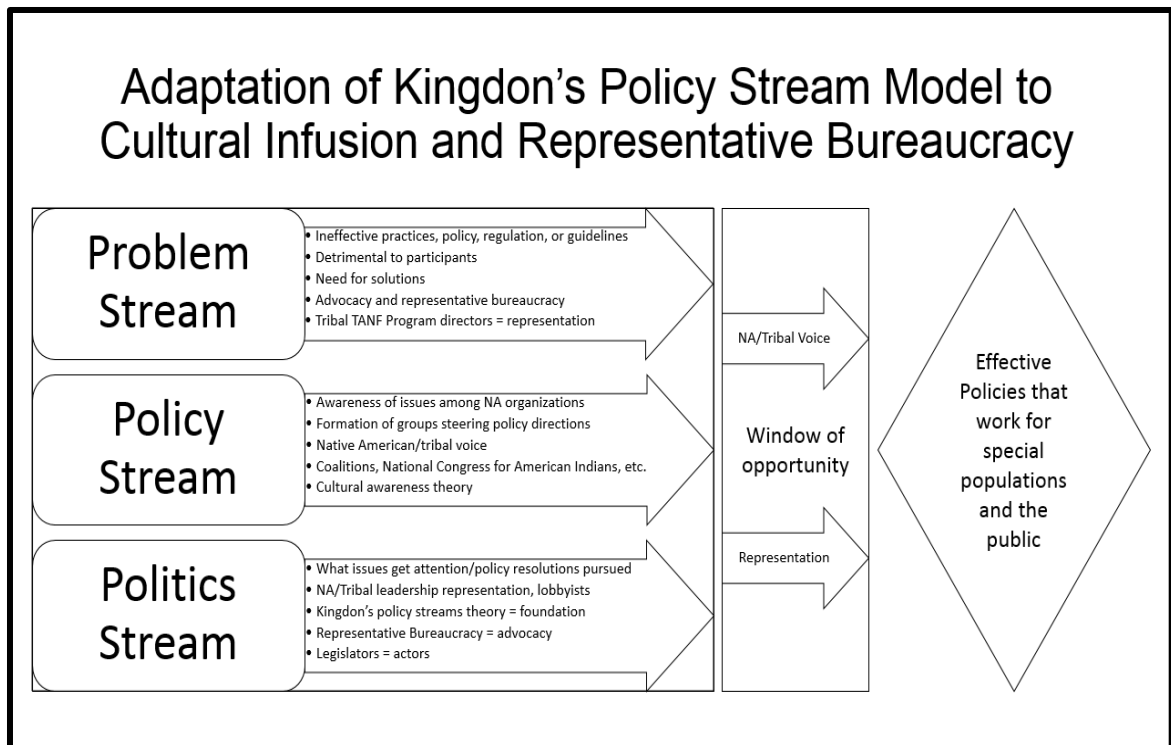 Adaptation of Kingdon's Policy Stream Model to
Cultural Infusion and Representative Bureaucracy
Problem
Stream
• Ineffective practices, policy, regulation, or guidelines
• Detrimental to participants
• Need for solutions
• Advocacy and representative bureaucracy
• Tribal TANF Program directors = representation
Policy
Stream
• Awareness of issues among NA organizations
• Formation of groups steering policy directions
• Native American/tribal voice
• Coalitions, National Congress for American Indians, etc.
• Cultural awareness theory
Politics
Stream
• What issues get attention/policy resolutions pursued
• NA/Tribal leadership representation, lobbyists
• Kingdon's policy streams theory = foundation
• Representative Bureaucracy = advocacy
• Legislators = actors
NA/Tribal Voice
Window of
opportunity
Representation
Effective
Policies that
work for
special
populations
and the
public